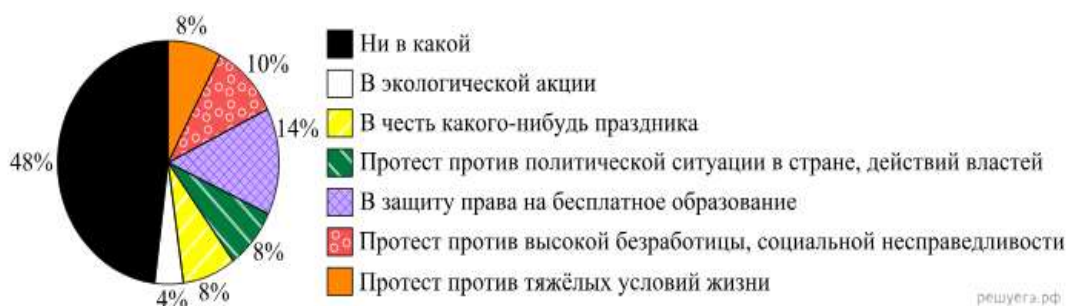 8%
10%
14%
8%
8%
4%
48%
Ни в какой
В экологической акции
В честь какого-нибудь праздника
Протест против политической ситуации в стране, действий властей
В защиту права на бесплатное образование
Протест против высокой безработицы, социальной несправедливости
Протест против тяжёлых условий жизни
решуегэ.рф